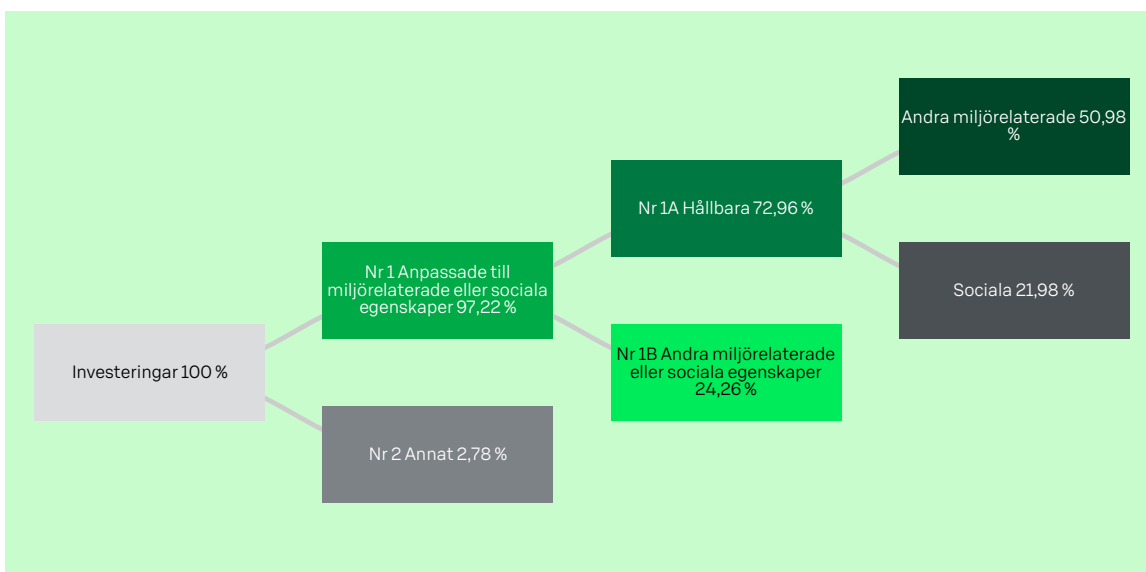 Andra miljörelaterade 50,98
%
Nr 1A Hållbara 72,96 %
Nr 1 Anpassade till
miljörelaterade eller sociala
egenskaper 97,22 %
Sociala 21,98 %
Investeringar 100 %
Nr 1B Andra miljörelaterade
eller sociala egenskaper
24,26 %
Nr 2 Annat 2,78 %